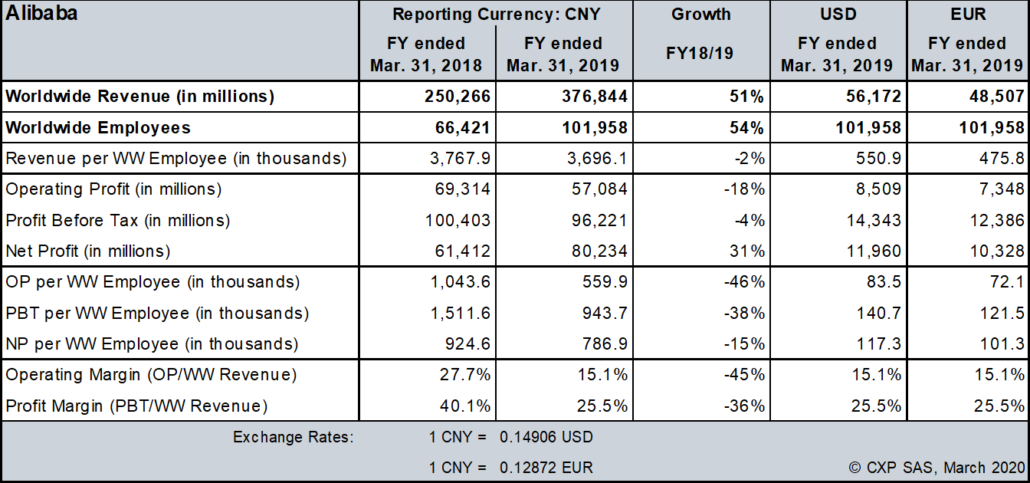 Alibaba Reporting Currency: CNY Growth USD EUR
FY ended FY ended FY18/19 FY ended FY ended
Mar. 31, 2018 Mar. 31, 2019 Mar. 31, 2019 Mar. 31, 2019
Worldwide Revenue (in millions) 250,266 376,844 51% 56,172 48,507
Worldwide Employees 66,421 101,958 54% 101,958 101,958
Revenue per WW Employee (in thousands) 3,767.9 3,696.1 -2% 550.9 475.8
Operating Profit (in millions) 69,314 57,084 -18% 8,509 7,348
Profit Before Tax (in millions) 100,403 96,221 -4% 14,343 12,386
Net Profit (in millions) 61,412 80,234 31% 11,960 10,328
OP per WW Employee (in thousands) 1,043.6 559.9 -46% 83.5 72.1
PBT per WW Employee (in thousands) 1,511.6 943.7 -38% 140.7 121.5
NP per WW Employee (in thousands) 924.6 786.9 -15% 117.3 101.3
Operating Margin (OP/WW Revenue) 27.7% 15.1% -45% 15.1% 15.1%
Profit Margin (PBT/WW Revenue) 40.1% 25.5% -36% 25.5% 25.5%
Exchange Rates: 1 CNY = 0.14906 USD
1 CNY = 0.12872 EUR © CXP SAS, March 2020